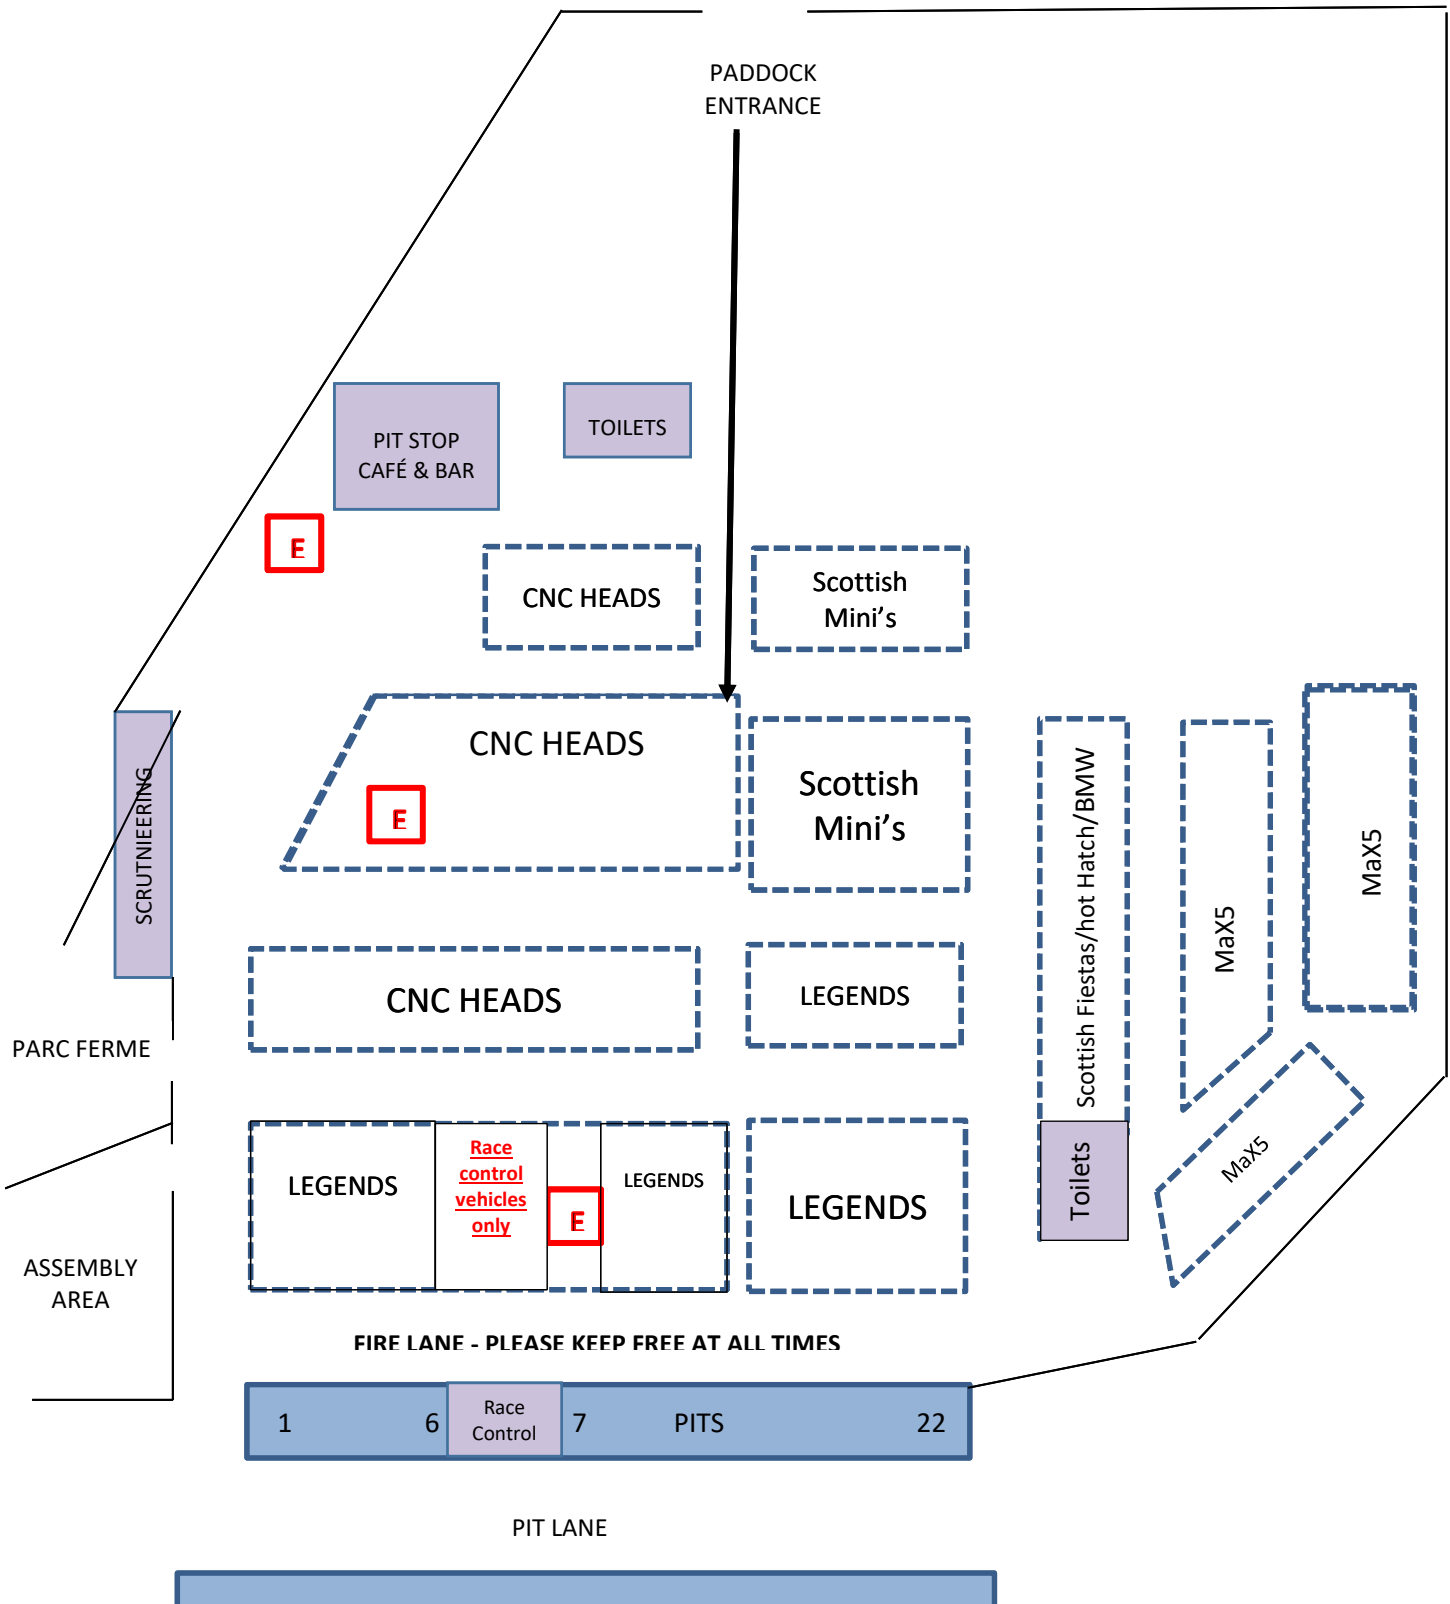 PADDOCK
ENTRANCE
PIT STOP
CAFÉ & BAR
TOILETS
E
CNC HEADS
Scottish
Mini's
CNC HEADS
E
Scottish
Mini's
SCRUTNIEERING
Scottish Fiestas/hot Hatch/BMW
MaX5
MaX5
CNC HEADS
LEGENDS
PARC FERME
LEGENDS
Race
control
vehicles
only
E
LEGENDS
LEGENDS
Toilets
MaX5
ASSEMBLY
AREA
FIRE LANE - PLEASE KEEP FREE AT ALL TIMES
1
6
Race
Control
7
PITS
22
PIT LANE